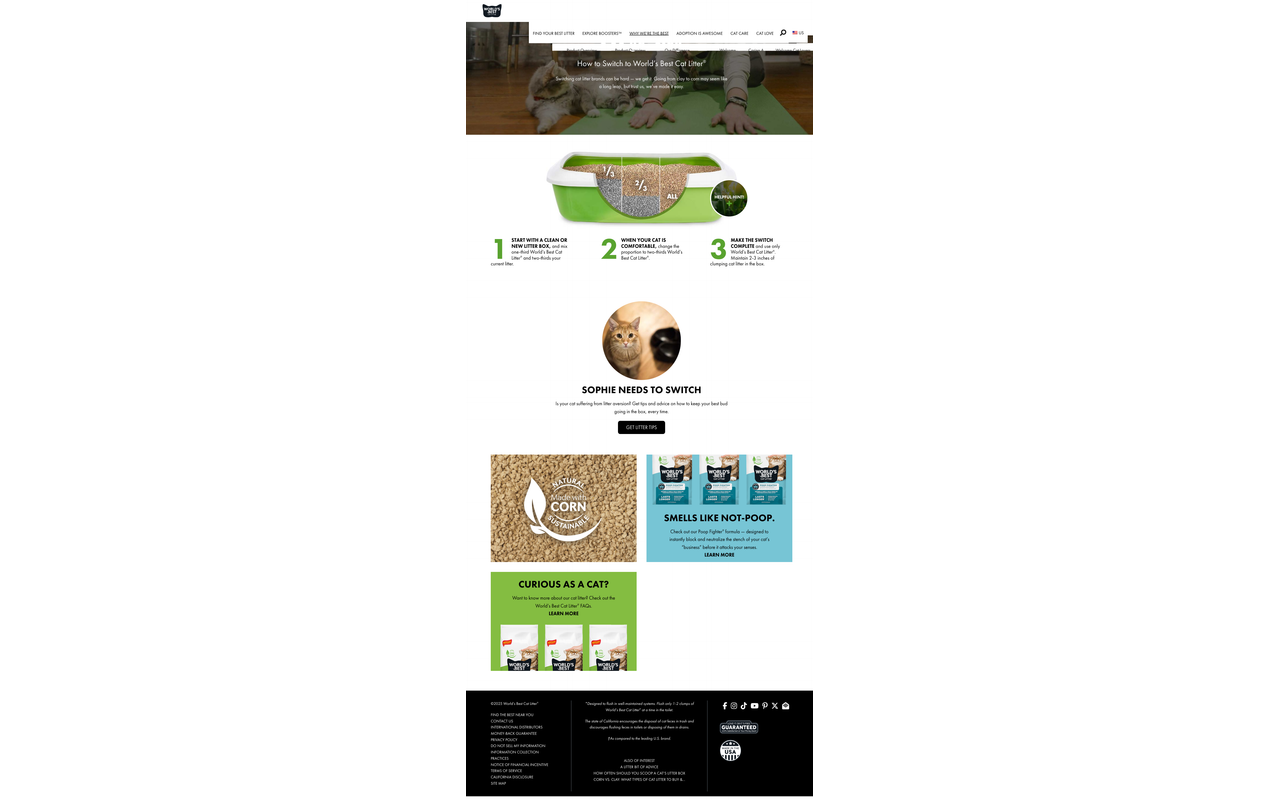 WORLD'S BEST
FIND YOUR BEST LITTER EXPLORE BOOSTERS™ WHY WE'RE THE BEST ADOPTION IS AWESOME CAT CARE CAT LOVE US
How to Switch to World's Best Cat Litter®
Switching cat litter brands can be hard — we get it. Going from clay to corn may seem like
a long leap, but trust us, we've made it easy.
1/3
2/3
ALL
HELPFUL HINT!
+
1 START WITH A CLEAN OR
NEW LITTER BOX, and mix
one-third World's Best Cat
Litter® and two-thirds your
current litter.
2 WHEN YOUR CAT IS
COMFORTABLE, change the
proportion to two-thirds World's
Best Cat Litter®.
3 MAKE THE SWITCH
COMPLETE and use only
World's Best Cat Litter®.
Maintain 2-3 inches of
clumping cat litter in the box.
SOPHIE NEEDS TO SWITCH
Is your cat suffering from litter aversion? Get tips and advice on how to keep your best bud
going in the box, every time.
GET LITTER TIPS
NATURAL
Made with
CORN
SUSTAINABLE
WORLD'S BEST WORLD'S BEST WORLD'S BEST
SMELLS LIKE NOT-POOP.
Check out our Poop Fighter® formula — designed to
instantly block and neutralize the stench of your cat's
"business" before it attacks your senses.
LEARN MORE
CURIOUS AS A CAT?
Want to know more about our cat litter? Check out the
World's Best Cat Litter® FAQs.
LEARN MORE
WORLD'S BEST WORLD'S BEST WORLD'S BEST
©2025 World's Best Cat Litter®
FIND THE BEST NEAR YOU
CONTACT US
INTERNATIONAL DISTRIBUTORS
MONEY BACK GUARANTEE
PRIVACY POLICY
DO NOT SELL MY INFORMATION
INFORMATION COLLECTION
PRACTICES
NOTICE OF FINANCIAL INCENTIVE
TERMS OF SERVICE
CALIFORNIA DISCLOSURE
SITE MAP
*Designed to flush in well-maintained systems. Flush only 1-2 clumps of
World's Best Cat Litter® at a time in the toilet.
The state of California encourages the disposal of cat feces in trash and
discourages flushing feces in toilets or disposing of them in drains.
†As compared to the leading U.S. brand.
ALSO OF INTEREST
A LITTER BIT OF ADVICE
HOW OFTEN SHOULD YOU SCOOP A CAT'S LITTER BOX
CORN VS. CLAY: WHAT TYPES OF CAT LITTER TO BUY &...
GUARANTEED
MADE IN THE
USA